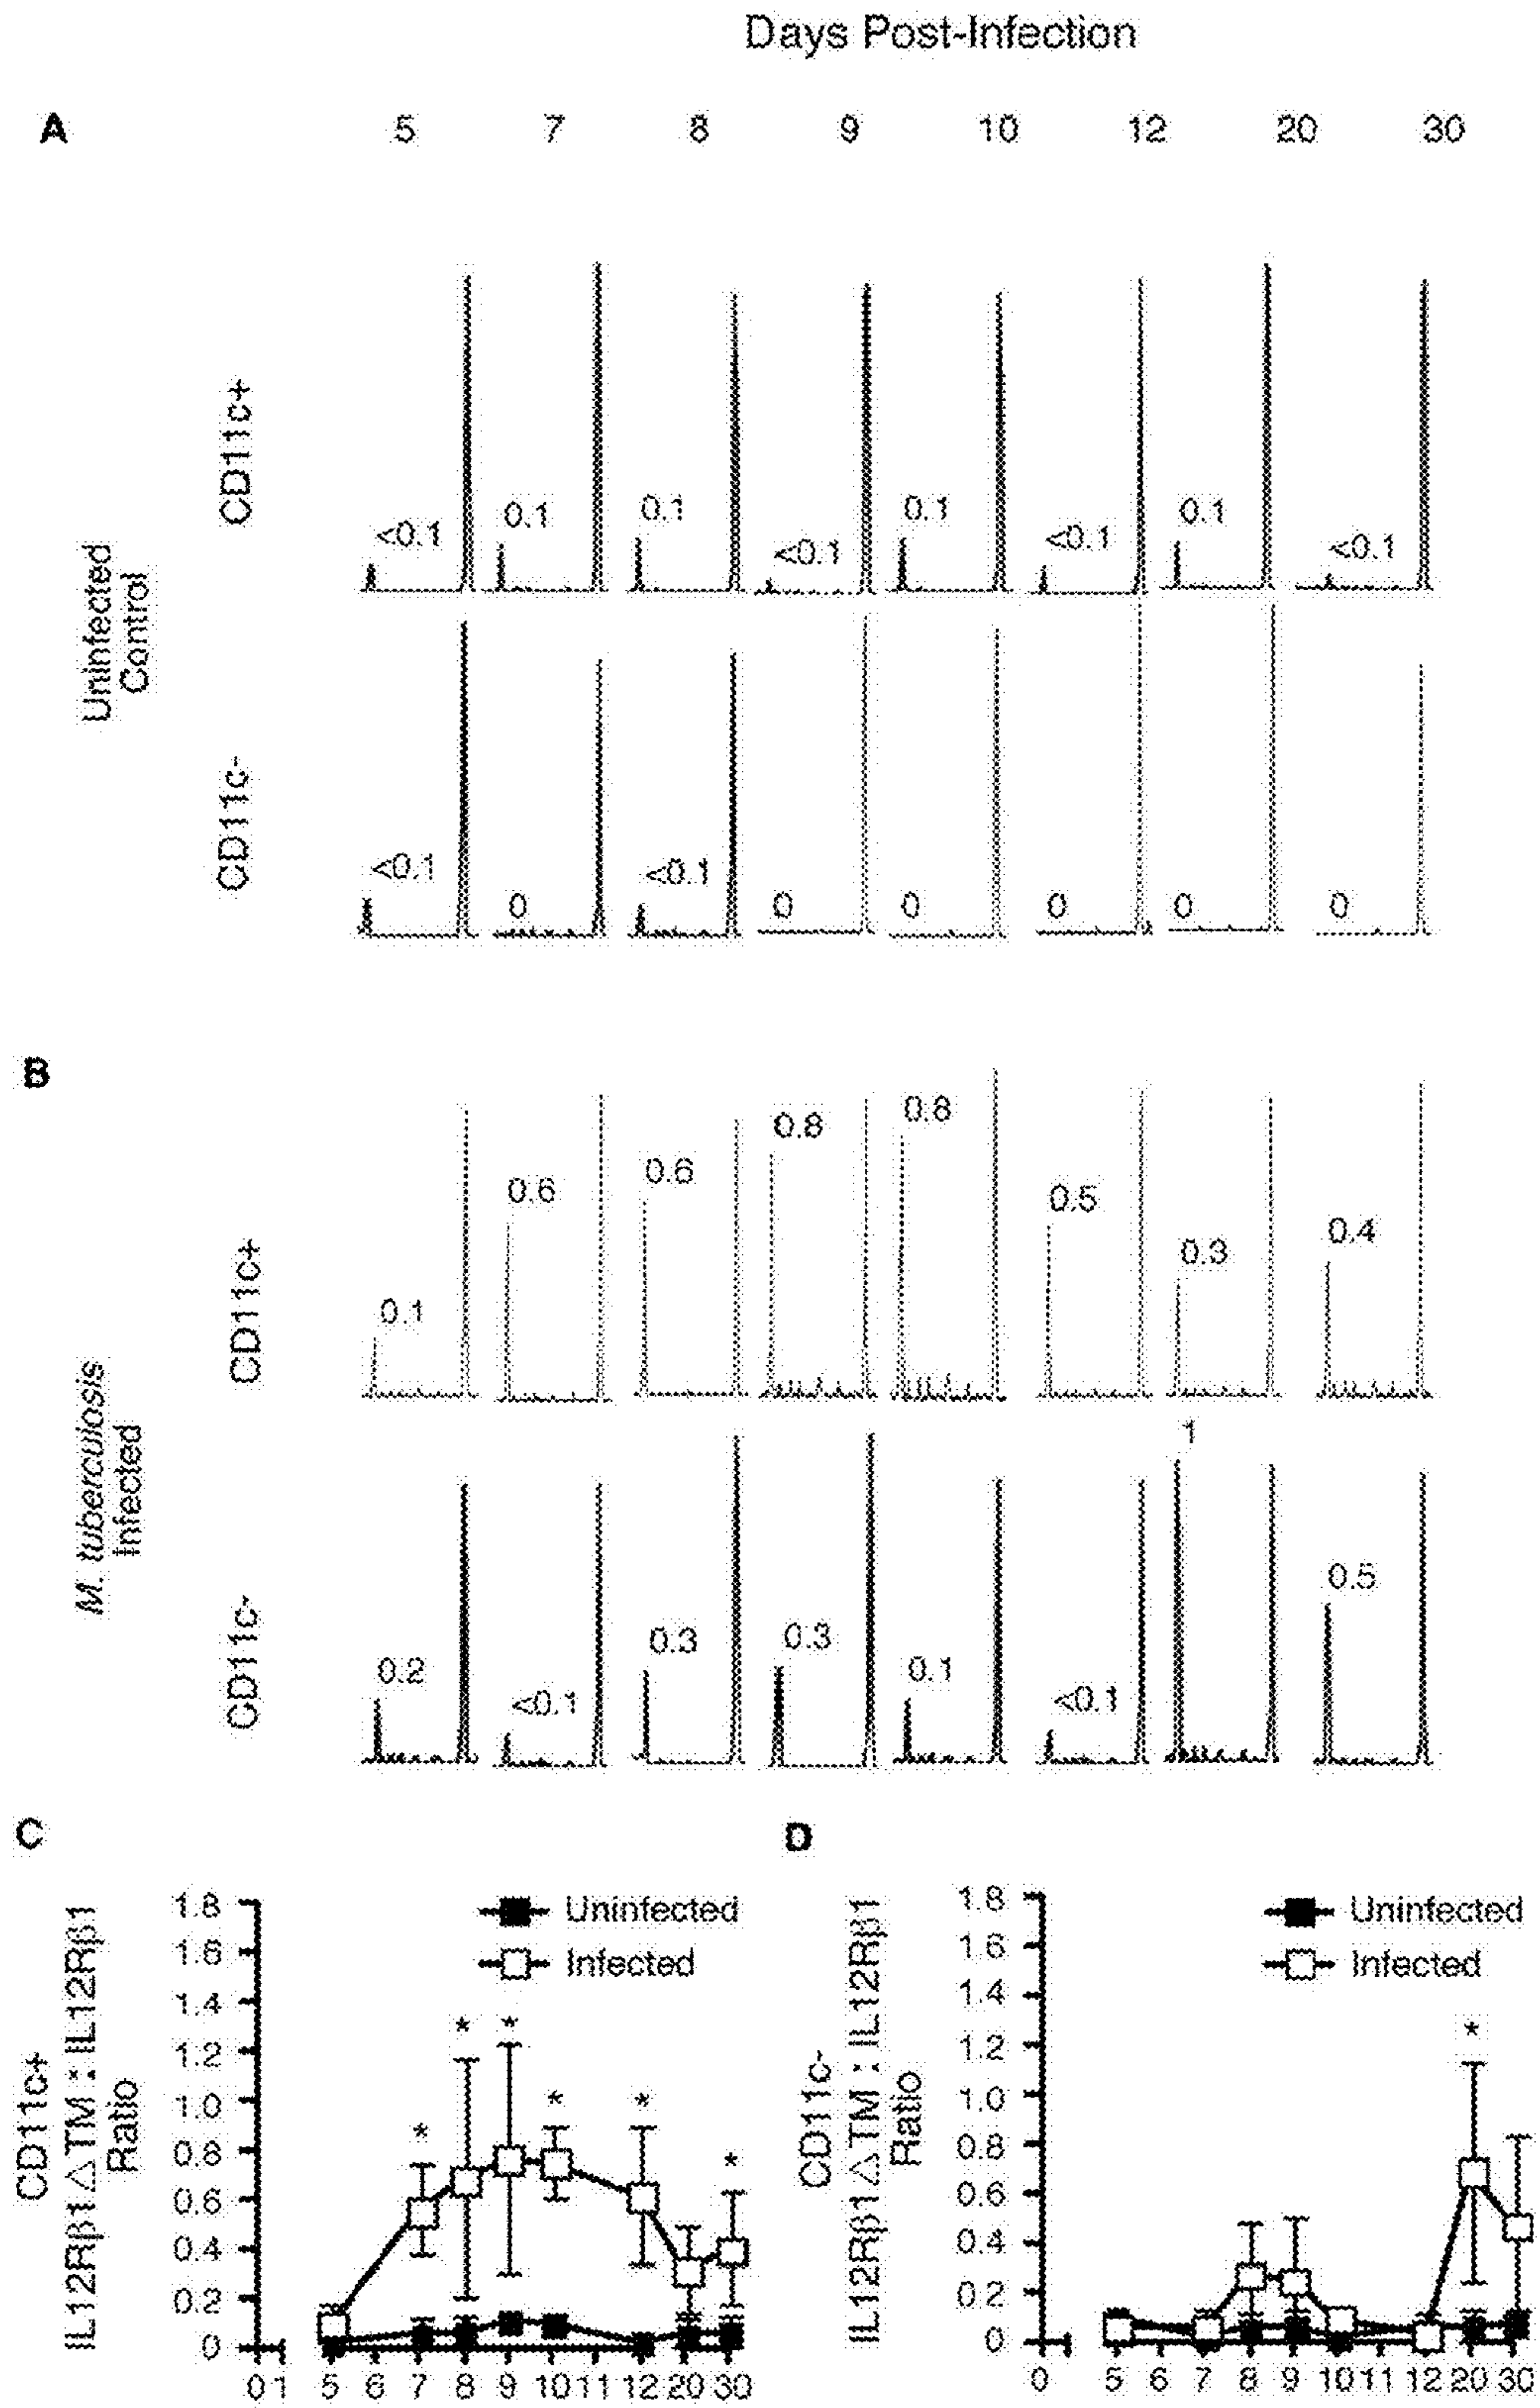 Days Post-Infection
A
5 7 8 9 10 12 20 30
Uninfected
Control
CD11c+
<0.1 0.1 0.1 <0.1 0.1 <0.1 0.1 <0.1
CD11c-
<0.1 0 <0.1 0 0 0 0 0
B
M. tuberculosis
Infected
CD11c+
0.1 0.6 0.6 0.8 0.8 0.5 0.3 0.4
CD11c-
0.2 <0.1 0.3 0.3 0.1 <0.1 1 0.5
C
CD11c+
IL12Rβ1△TM : IL12Rβ1
Ratio
1.8
1.6
1.4
1.2
1.0
0.8
0.6
0.4
0.2
0
Uninfected
Infected
* * * * * *
0 1 5 6 7 8 9 10 11 12 20 30
D
CD11c-
IL12Rβ1△TM : IL12Rβ1
Ratio
1.8
1.6
1.4
1.2
1.0
0.8
0.6
0.4
0.2
0
Uninfected
Infected
*
0 5 6 7 8 9 10 11 12 20 30